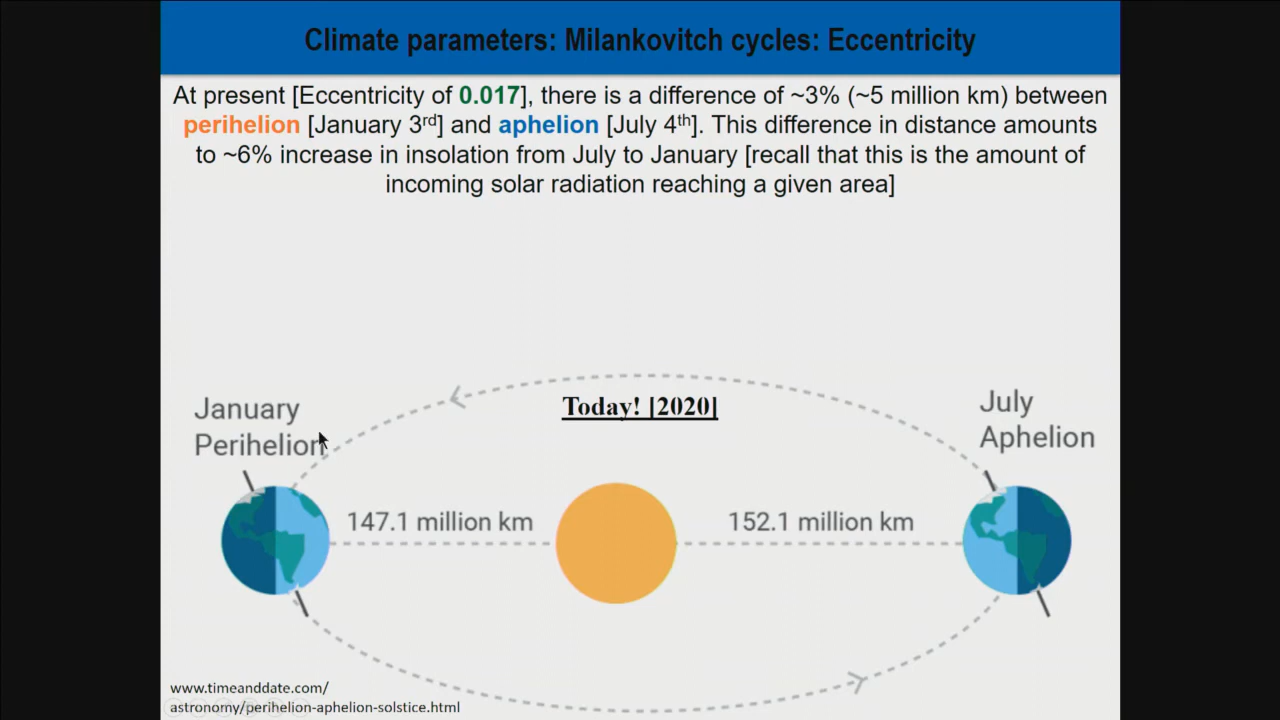 Climate parameters: Milankovitch cycles: Eccentricity
At present [Eccentricity of 0.017], there is a difference of ~3% (~5 million km) between
perihelion [January 3rd] and aphelion [July 4th]. This difference in distance amounts
to ~6% increase in insolation from July to January [recall that this is the amount of
incoming solar radiation reaching a given area]
Today! [2020]
January
Perihelion
July
Aphelion
147.1 million km
152.1 million km
www.timeanddate.com/
astronomy/perihelion-aphelion-solstice.html